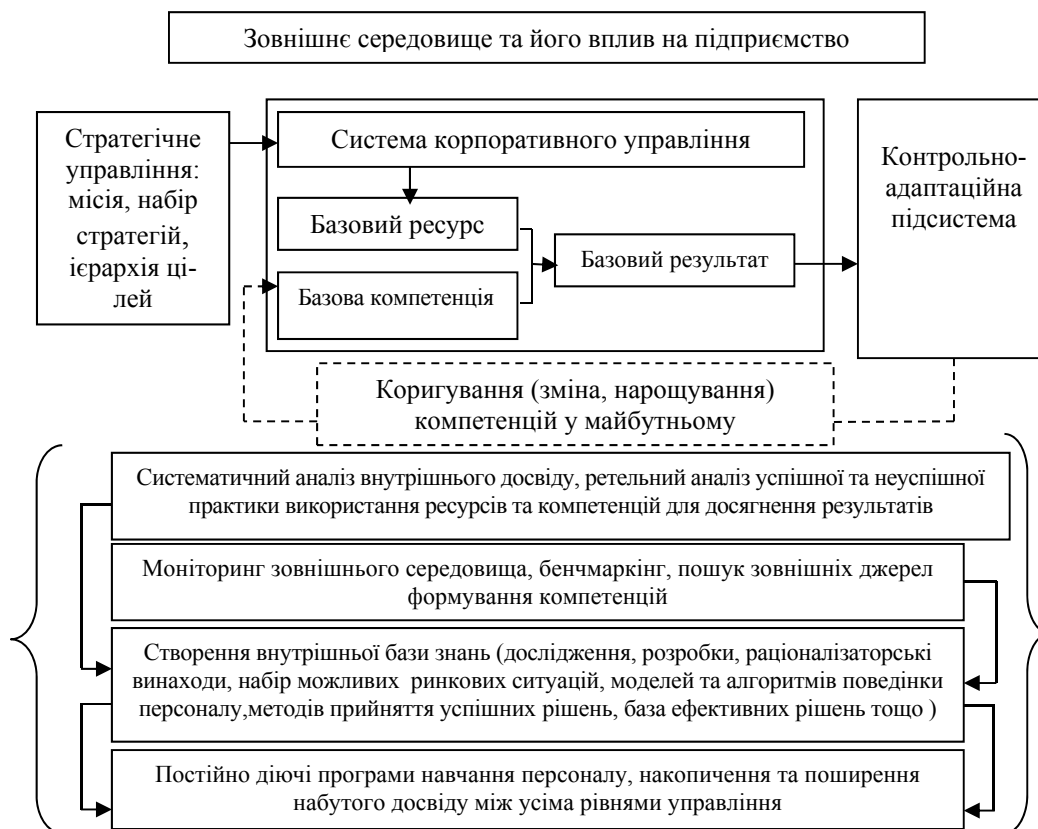 Зовнішнє середовище та його вплив на підприємство
Стратегічне
управління:
місія, набір
стратегій,
ієрархія ці-
лей
Система корпоративного управління
Базовий ресурс
Базова компетенція
Базовий результат
Контрольно-
адаптаційна
підсистема
Коригування (зміна, нарощування)
компетенцій у майбутньому
Систематичний аналіз внутрішнього досвіду, ретельний аналіз успішної та неуспішної
практики використання ресурсів та компетенцій для досягнення результатів
Моніторинг зовнішнього середовища, бенчмаркінг, пошук зовнішніх джерел
формування компетенцій
Створення внутрішньої бази знань (дослідження, розробки, раціоналізаторські
винаходи, набір можливих ринкових ситуацій, моделей та алгоритмів поведінки
персоналу,методів прийняття успішних рішень, база ефективних рішень тощо )
Постійно діючі програми навчання персоналу, накопичення та поширення
набутого досвіду між усіма рівнями управління